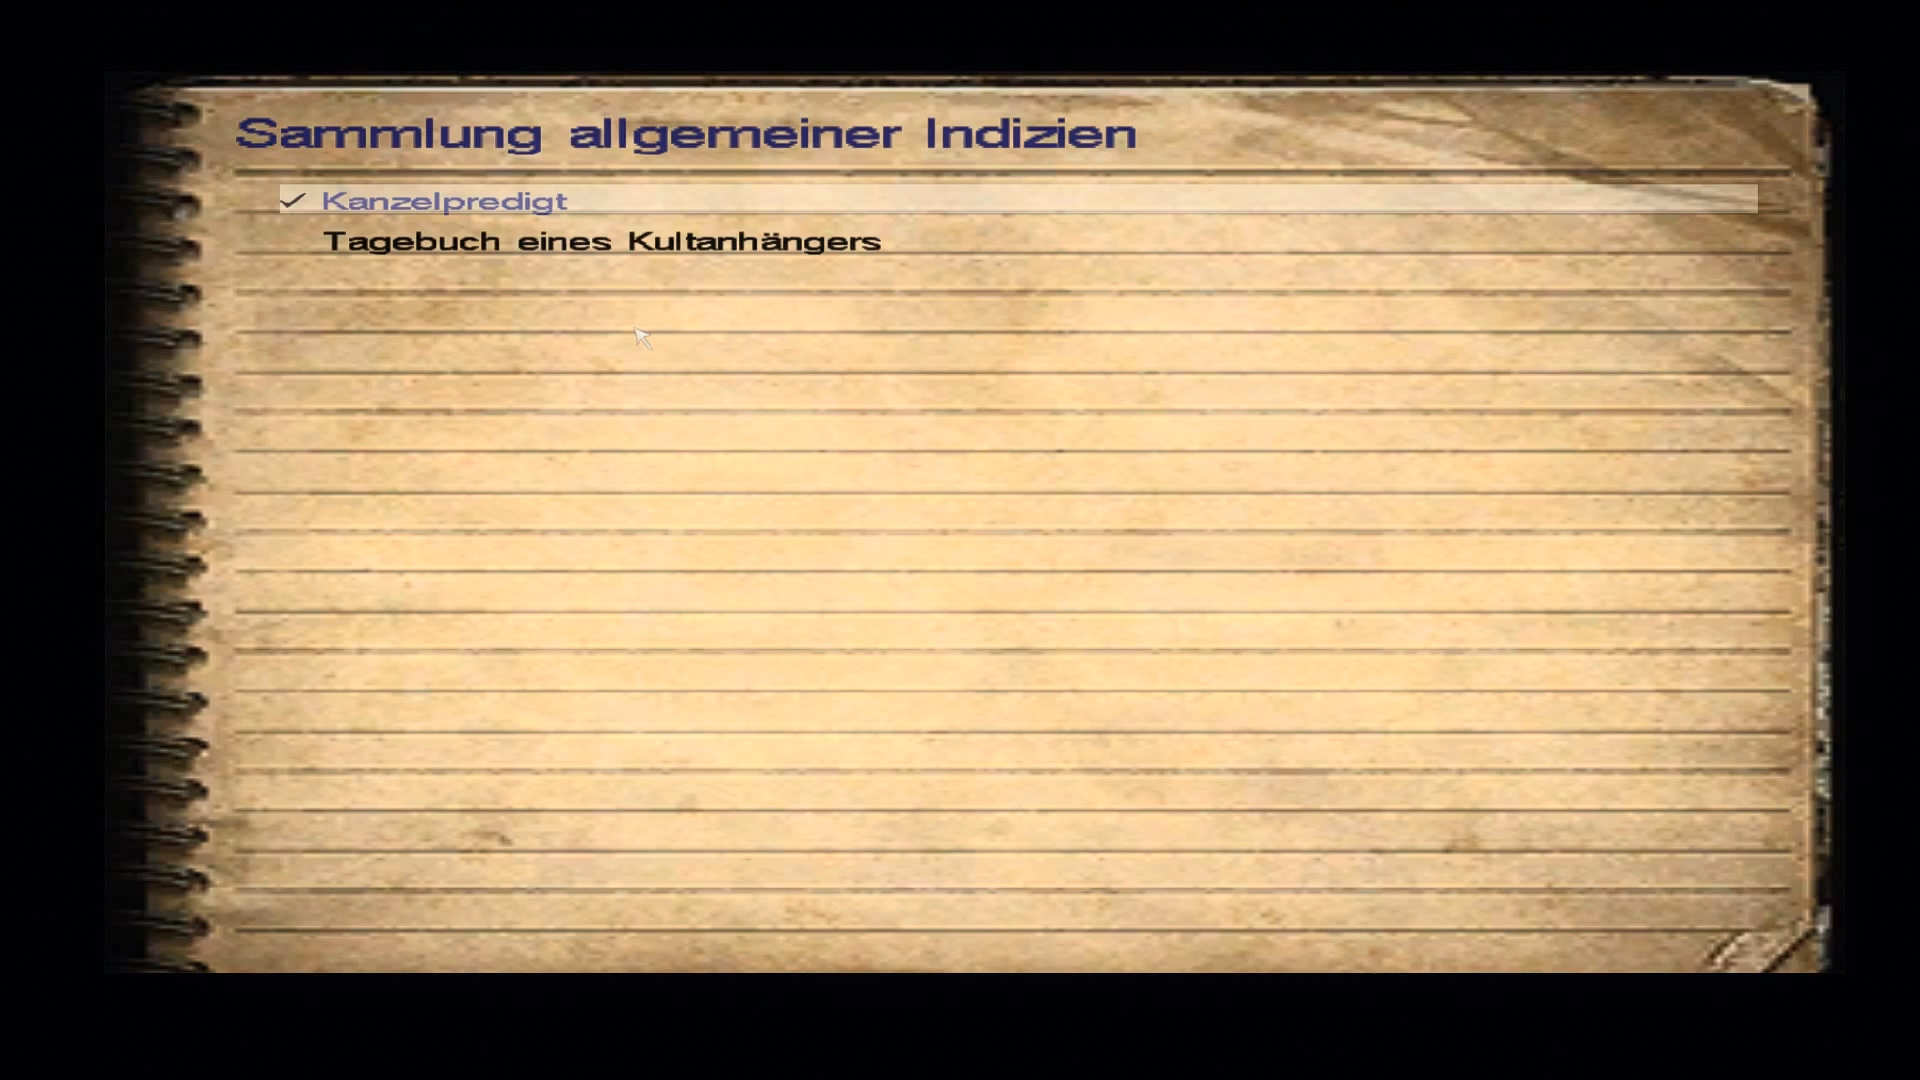 Sammlung allgemeiner Indizien
Kanzelpredigt
Tagebuch eines Kultanhängers